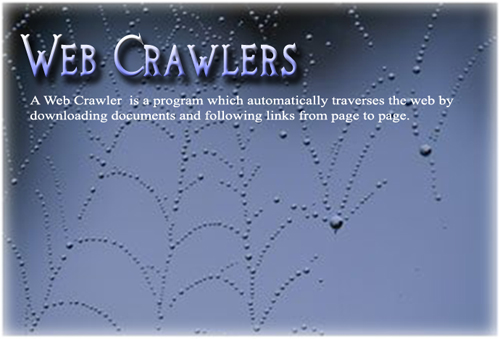 Web Crawlers
A Web Crawler is a program which automatically traverses the web by
downloading documents and following links from page to page.